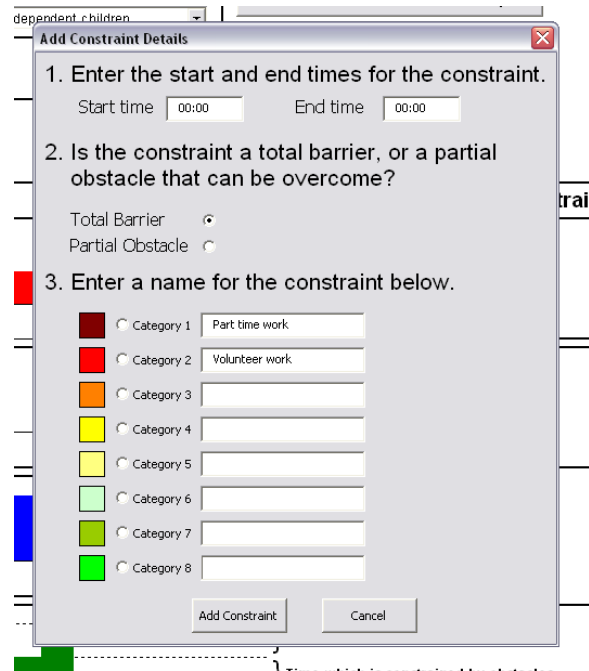 dependent children
Add Constraint Details
1. Enter the start and end times for the constraint.
Start time 00:00 End time 00:00
2. Is the constraint a total barrier, or a partial
obstacle that can be overcome?
Total Barrier
Partial Obstacle
3. Enter a name for the constraint below.
Category 1 Part time work
Category 2 Volunteer work
Category 3
Category 4
Category 5
Category 6
Category 7
Category 8
Add Constraint Cancel